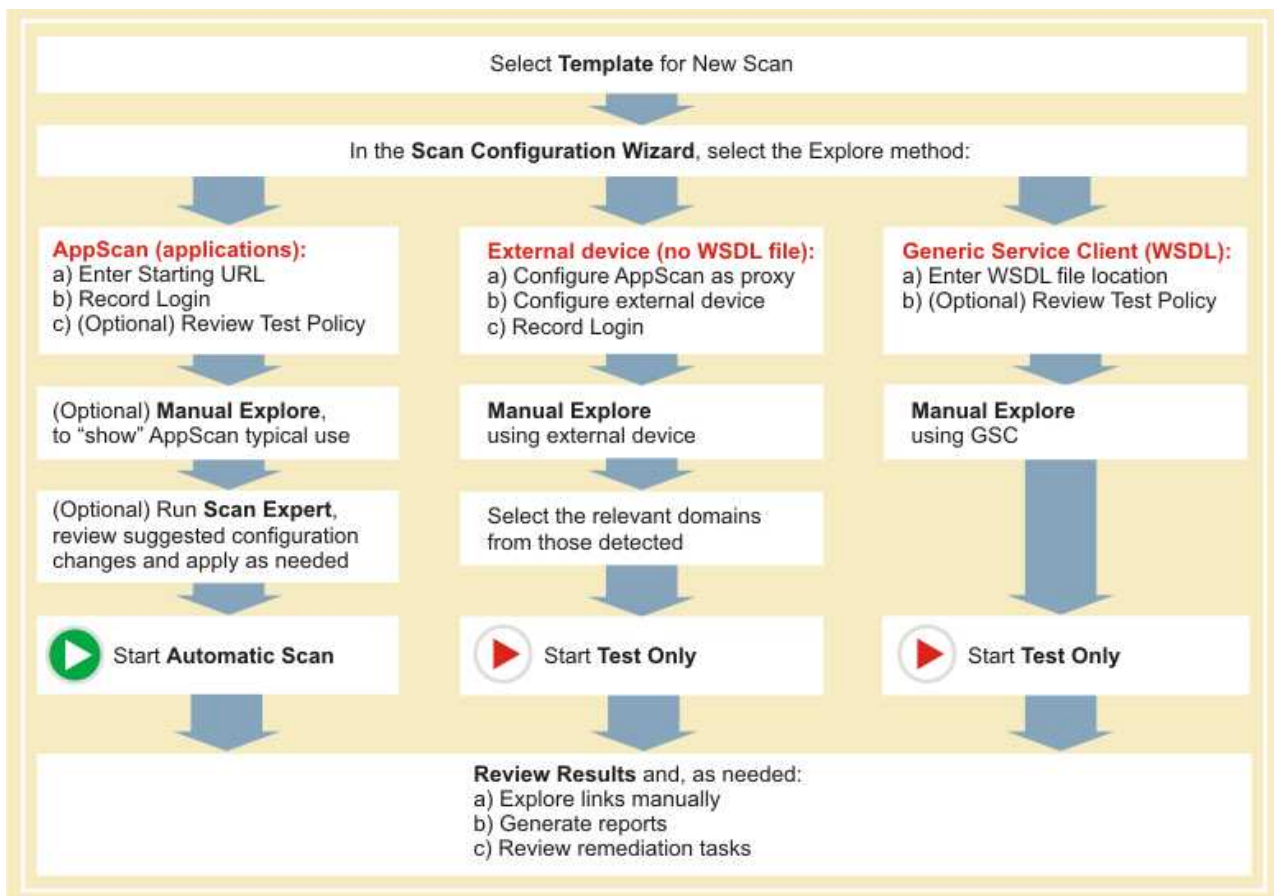 Select Template for New Scan
In the Scan Configuration Wizard, select the Explore method:
AppScan (applications):
a) Enter Starting URL
b) Record Login
c) (Optional) Review Test Policy
External device (no WSDL file):
a) Configure AppScan as proxy
b) Configure external device
c) Record Login
Generic Service Client (WSDL):
a) Enter WSDL file location
b) (Optional) Review Test Policy
(Optional) Manual Explore,
to “show” AppScan typical use
Manual Explore
using external device
Manual Explore
using GSC
(Optional) Run Scan Expert,
review suggested configuration
changes and apply as needed
Select the relevant domains
from those detected
Start Automatic Scan
Start Test Only
Start Test Only
Review Results and, as needed:
a) Explore links manually
b) Generate reports
c) Review remediation tasks